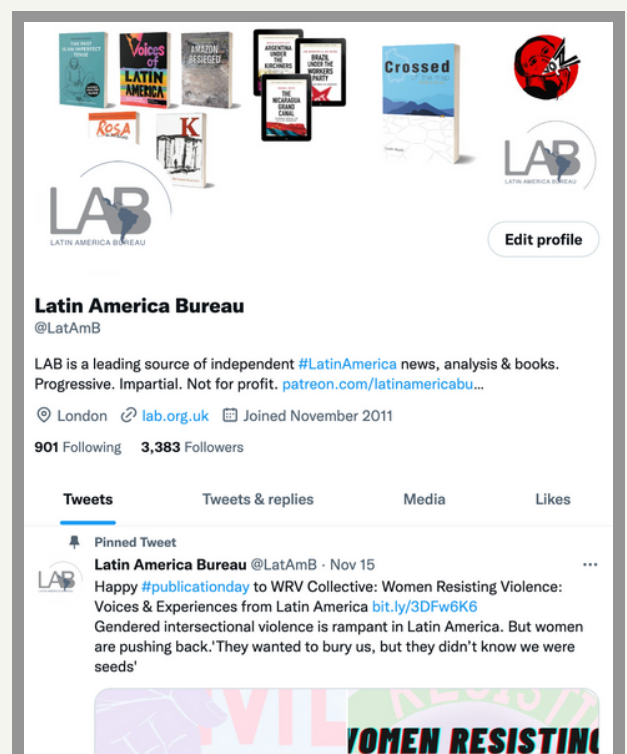 THE PAST
IS AN IMPERFECT
TENSE
Voices
of
LATIN
AMERICA
AMAZON
BESIEGED
ARGENTINA
UNDER THE
KIRCHNERS
BRAZIL
UNDER THE
WORKERS
PARTY
THE
NICARAGUA
GRAND
CANAL
Crossed
off the map
ROSA
K
LAB
LATIN AMERICA BUREAU
LAB
LATIN AMERICA BUREAU
Edit profile
Latin America Bureau
@LatAmB
LAB is a leading source of independent #LatinAmerica news, analysis & books.
Progressive. Impartial. Not for profit. patreon.com/latinamericabu…
London lab.org.uk Joined November 2011
901 Following 3,383 Followers
Tweets Tweets & replies Media Likes
Pinned Tweet
Latin America Bureau @LatAmB · Nov 15
LAB
Happy #publicationday to WRV Collective: Women Resisting Violence:
Voices & Experiences from Latin America bit.ly/3DFw6K6
Gendered intersectional violence is rampant in Latin America. But women
are pushing back.'They wanted to bury us, but they didn't know we were
seeds'
VIL
RESISTI
WOMEN RESISTING